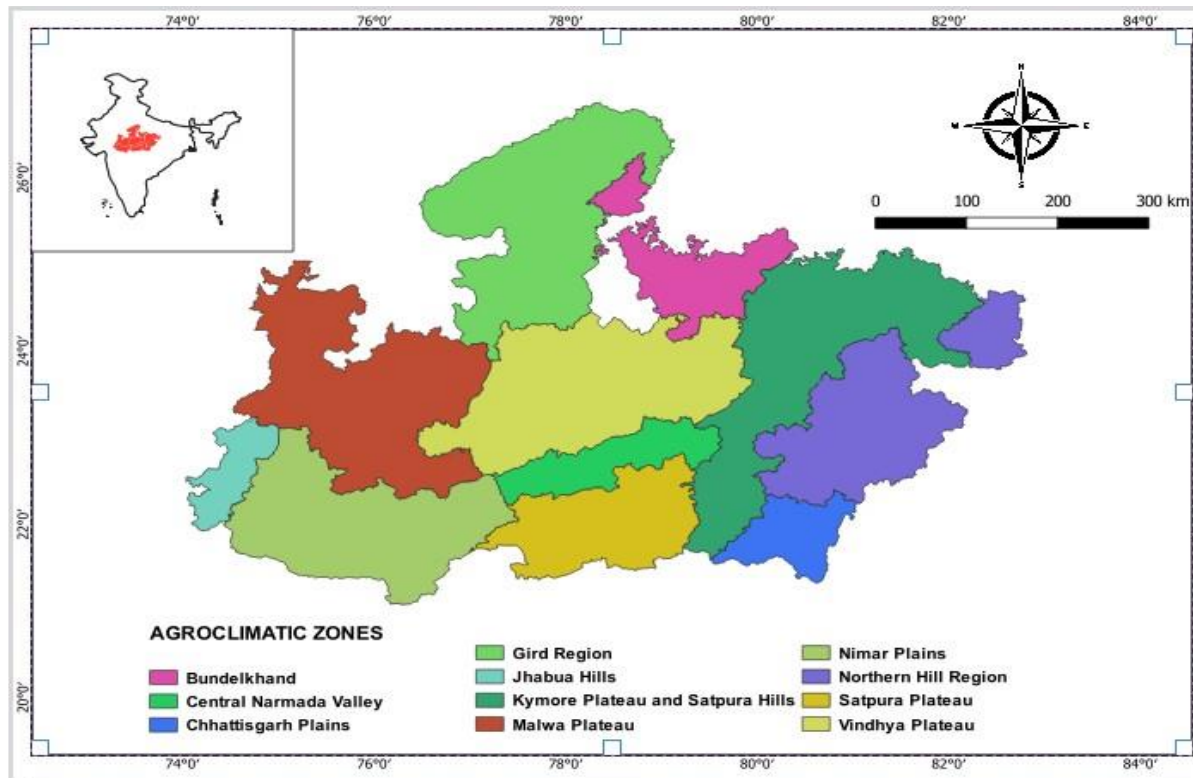 74°0' 76°0' 78°0' 80°0' 82°0' 84°0'
26°0'
24°0'
22°0'
20°0'
N
W E
S
0 100 200 300 km
AGROCLIMATIC ZONES
Bundelkhand
Central Narmada Valley
Chhattisgarh Plains
Gird Region
Jhabua Hills
Kymore Plateau and Satpura Hills
Malwa Plateau
Nimar Plains
Northern Hill Region
Satpura Plateau
Vindhya Plateau
74°0' 76°0' 78°0' 80°0' 82°0' 84°0'